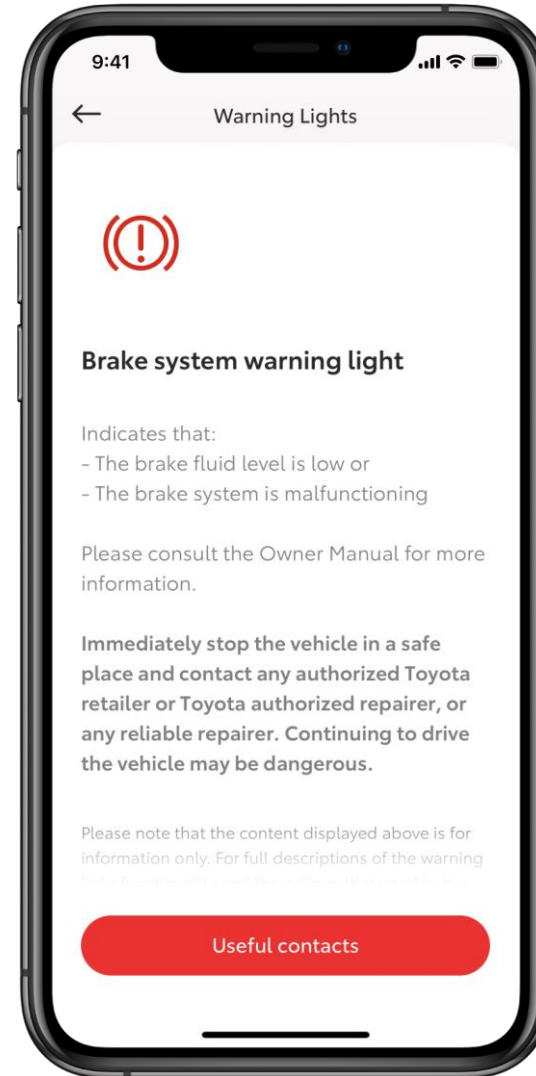 9:41
Warning Lights
Brake system warning light
Indicates that:
- The brake fluid level is low or
- The brake system is malfunctioning
Please consult the Owner Manual for more
information.
Immediately stop the vehicle in a safe
place and contact any authorized Toyota
retailer or Toyota authorized repairer, or
any reliable repairer. Continuing to drive
the vehicle may be dangerous.
Please note that the content displayed above is for
information only. For full descriptions of the warning
Useful contacts